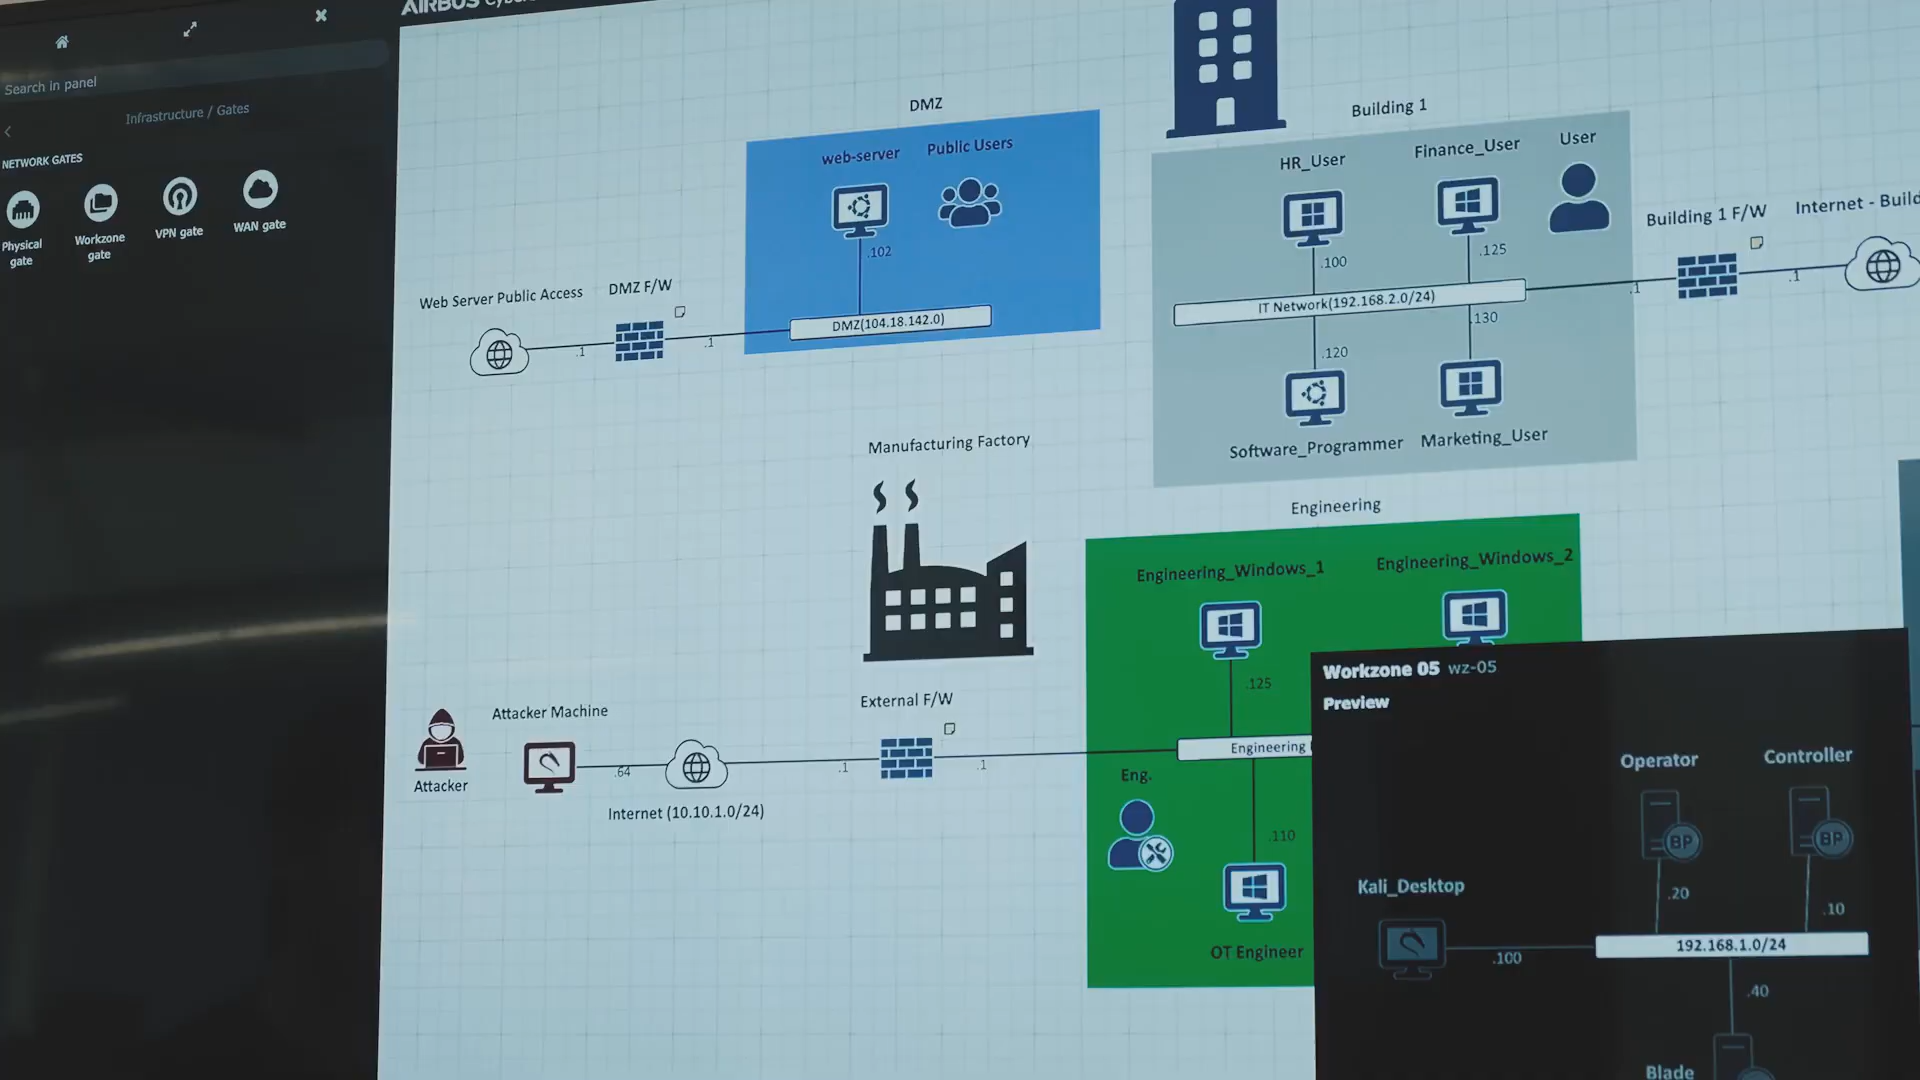 AIRBUS
Search in panel
Infrastructure / Gates
NETWORK GATES
Physical gate
Workzone gate
VPN gate
WAN gate
DMZ
web-server
Public Users
.102
DMZ(104.18.142.0)
Web Server Public Access
DMZ F/W
.1
.1
Building 1
HR_User
Finance_User
User
.100
.125
IT Network(192.168.2.0/24)
.120
.130
Software_Programmer
Marketing_User
Building 1 F/W
Internet -
.1
.1
Manufacturing Factory
Engineering
Engineering_Windows_1
Engineering_Windows_2
.125
Engineering
Eng.
.110
OT Engineer
External F/W
.1
.1
Attacker Machine
Attacker
.64
Internet (10.10.1.0/24)
Workzone 05 wz-05
Preview
Operator
Controller
BP
BP
.20
.10
Kali_Desktop
.100
192.168.1.0/24
.40
Blade